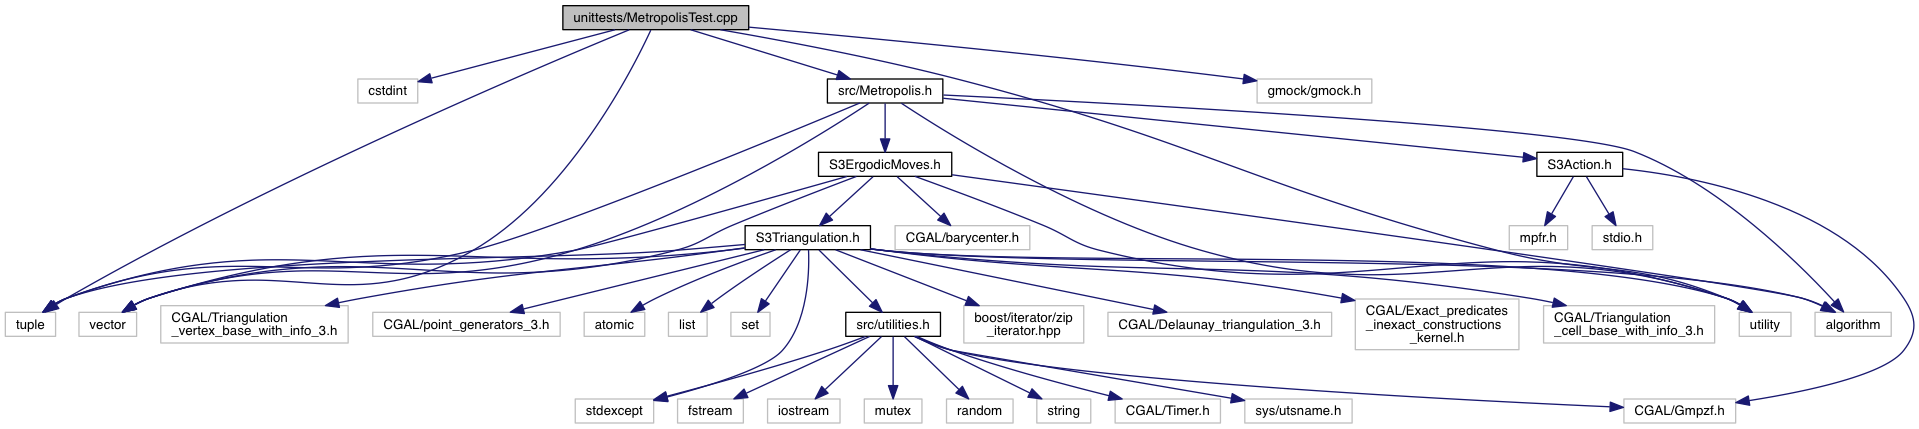 unittests/MetropolisTest.cpp
cstdint
src/Metropolis.h
gmock/gmock.h
S3ErgodicMoves.h
S3Action.h
S3Triangulation.h
CGAL/barycenter.h
mpfr.h
stdio.h
tuple
vector
CGAL/Triangulation
_vertex_base_with_info_3.h
CGAL/point_generators_3.h
atomic
list
set
src/utilities.h
boost/iterator/zip
_iterator.hpp
CGAL/Delaunay_triangulation_3.h
CGAL/Exact_predicates
_inexact_constructions
_kernel.h
CGAL/Triangulation
_cell_base_with_info_3.h
utility
algorithm
stdexcept
fstream
iostream
mutex
random
string
CGAL/Timer.h
sys/utsname.h
CGAL/Gmpzf.h